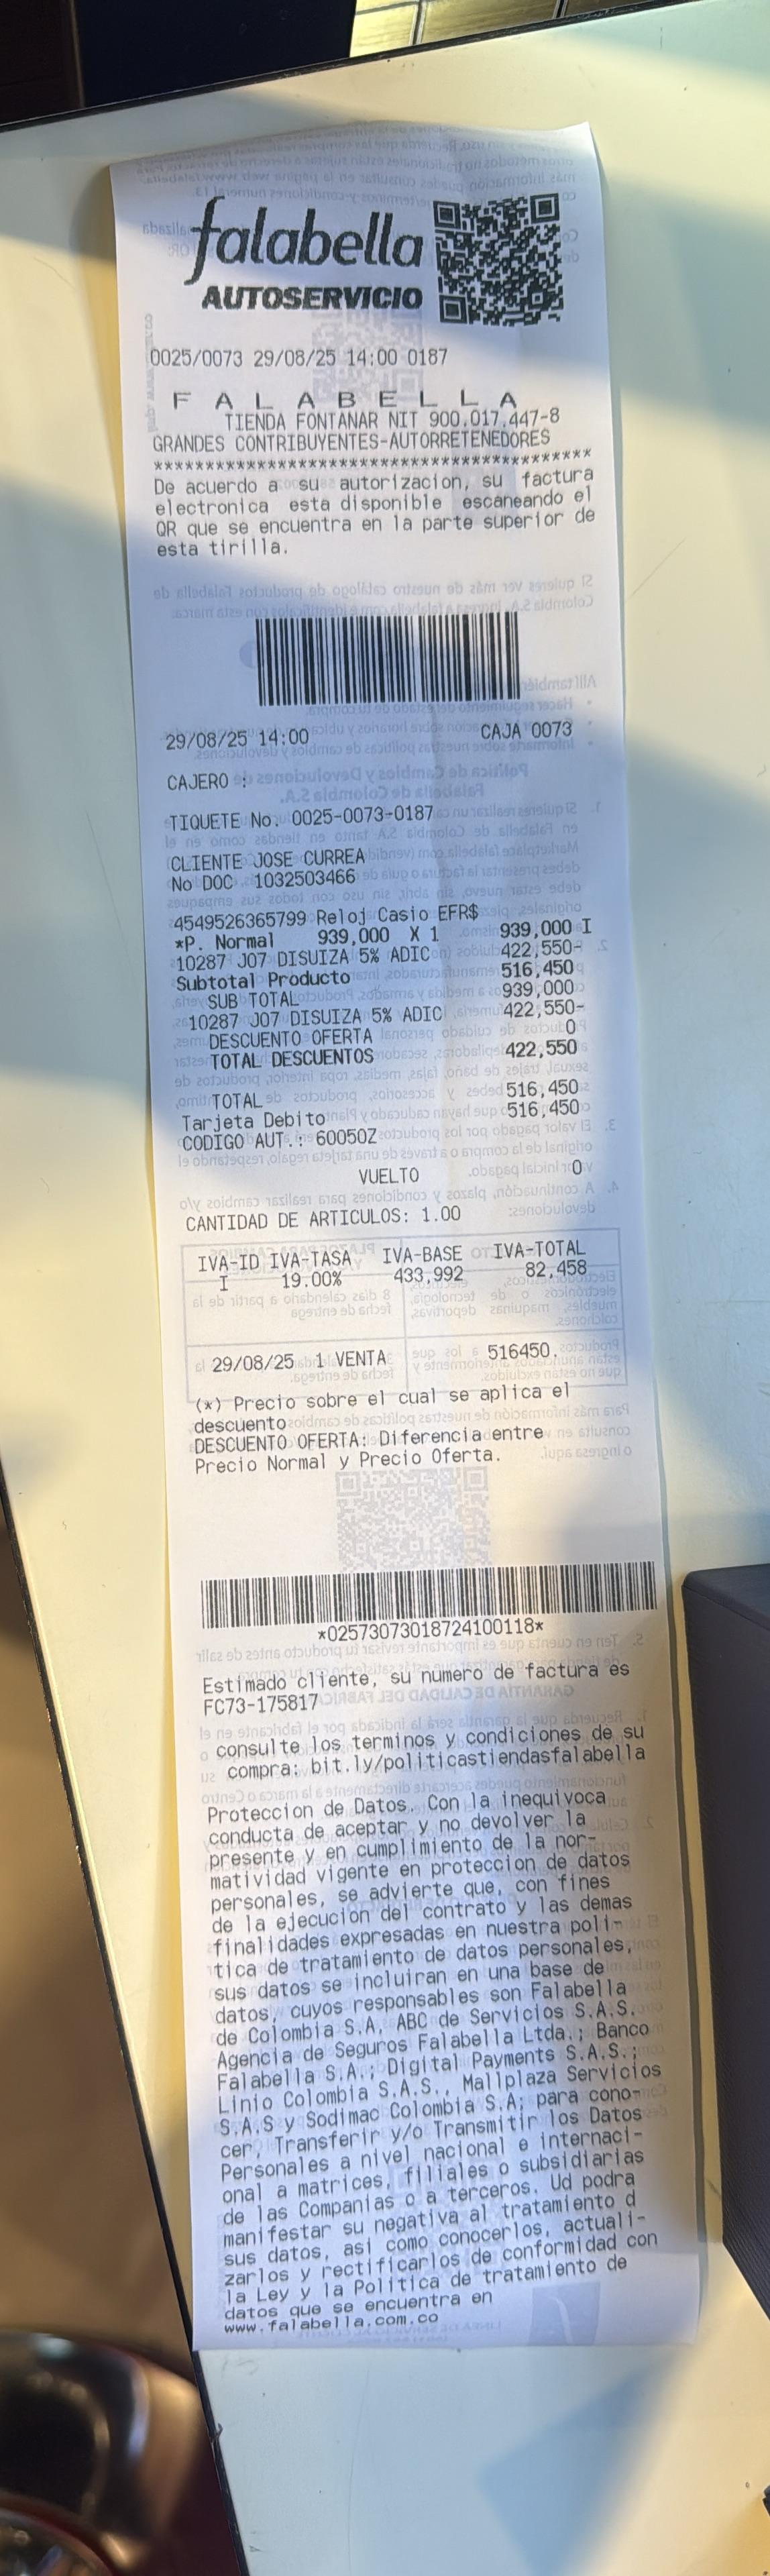 falabella
AUTOSERVICIO
0025/0073 29/08/25 14:00 0187
F A L A B E L L A
TIENDA FONTANAR NIT 900.017.447-8
GRANDES CONTRIBUYENTES-AUTORRETENEDORES
******************************************
De acuerdo a su autorizacion, su factura
electronica esta disponible escaneando el
QR que se encuentra en la parte superior de
esta tirilla.
29/08/25 14:00 CAJA 0073
CAJERO :
TIQUETE No. 0025-0073-0187
CLIENTE JOSE CURREA
No DOC 1032503466
4549526365799 Reloj Casio EFR$
*P. Normal 939,000 X 1 939,000 I
10287 J07 DISUIZA 5% ADIC 422,550-
Subtotal Producto 516,450
SUB TOTAL 939,000
10287 J07 DISUIZA 5% ADIC 422,550-
DESCUENTO OFERTA 0
TOTAL DESCUENTOS 422,550
TOTAL 516,450
Tarjeta Debito 516,450
CODIGO AUT.: 60050Z
VUELTO 0
CANTIDAD DE ARTICULOS: 1.00
IVA-ID IVA-TASA IVA-BASE IVA-TOTAL
I 19.00% 433,992 82,458
29/08/25 1 VENTA 516450.
(*) Precio sobre el cual se aplica el
descuento
DESCUENTO OFERTA: Diferencia entre
Precio Normal y Precio Oferta.
*02573073018724100118*
Estimado cliente, su numero de factura es
FC73-175817
consulte los terminos y condiciones de su
compra: bit.ly/politicastiendasfalabella
Proteccion de Datos. Con la inequivoca
conducta de aceptar y no devolver la
presente y en cumplimiento de la nor-
matividad vigente en proteccion de datos
personales, se advierte que, con fines
de la ejecucion del contrato y las demas
finalidades expresadas en nuestra poli-
tica de tratamiento de datos personales,
sus datos se incluiran en una base de
datos, cuyos responsables son Falabella
de Colombia S.A, ABC de Servicios S.A.S.
Agencia de Seguros Falabella Ltda.; Banco
Falabella S.A.; Digital Payments S.A.S.;
Linio Colombia S.A.S., Mallplaza Servicios
S.A.S y Sodimac Colombia S.A; para cono-
cer, Transferir y/o Transmitir los Datos
Personales a nivel nacional e internaci-
onal a matrices, filiales o subsidiarias
de las Companias o a terceros. Ud podra
manifestar su negativa al tratamiento d
sus datos, asi como conocerlos, actuali-
zarlos y rectificarlos de conformidad con
la Ley y la Politica de tratamiento de
datos que se encuentra en
www.falabella.com.co